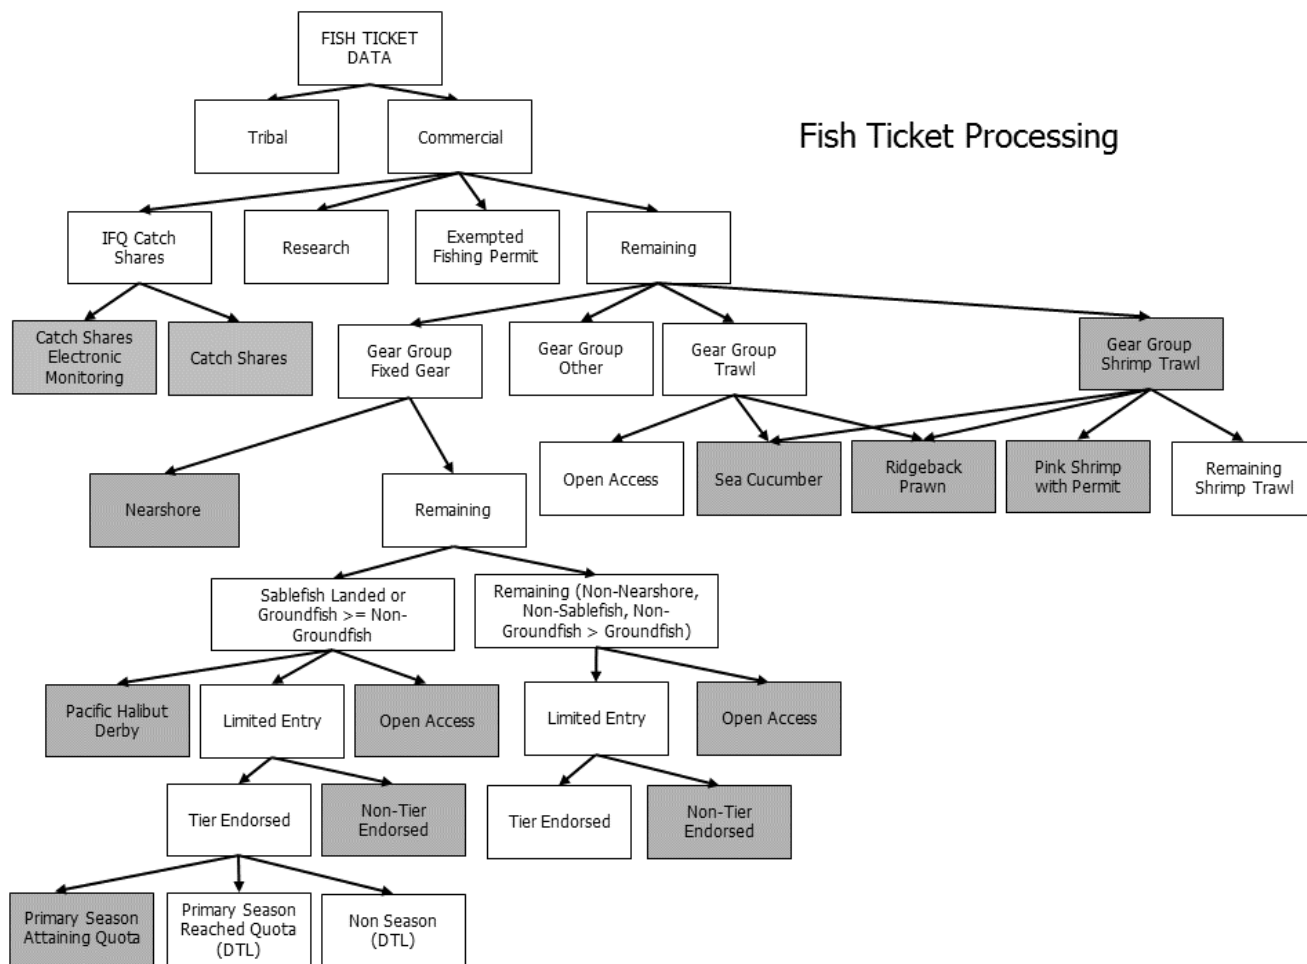 FISH TICKET
DATA
Tribal
Commercial
Fish Ticket Processing
IFQ Catch
Shares
Research
Exempted
Fishing Permit
Remaining
Catch Shares
Electronic
Monitoring
Catch Shares
Gear Group
Fixed Gear
Gear Group
Other
Gear Group
Trawl
Gear Group
Shrimp Trawl
Nearshore
Remaining
Open Access
Sea Cucumber
Ridgeback
Prawn
Pink Shrimp
with Permit
Remaining
Shrimp Trawl
Sablefish Landed or
Groundfish >= Non-
Groundfish
Remaining (Non-Nearshore,
Non-Sablefish, Non-
Groundfish > Groundfish)
Pacific Halibut
Derby
Limited Entry
Open Access
Limited Entry
Open Access
Tier Endorsed
Non-Tier
Endorsed
Tier Endorsed
Non-Tier
Endorsed
Primary Season
Attaining Quota
Primary Season
Reached Quota
(DTL)
Non Season
(DTL)